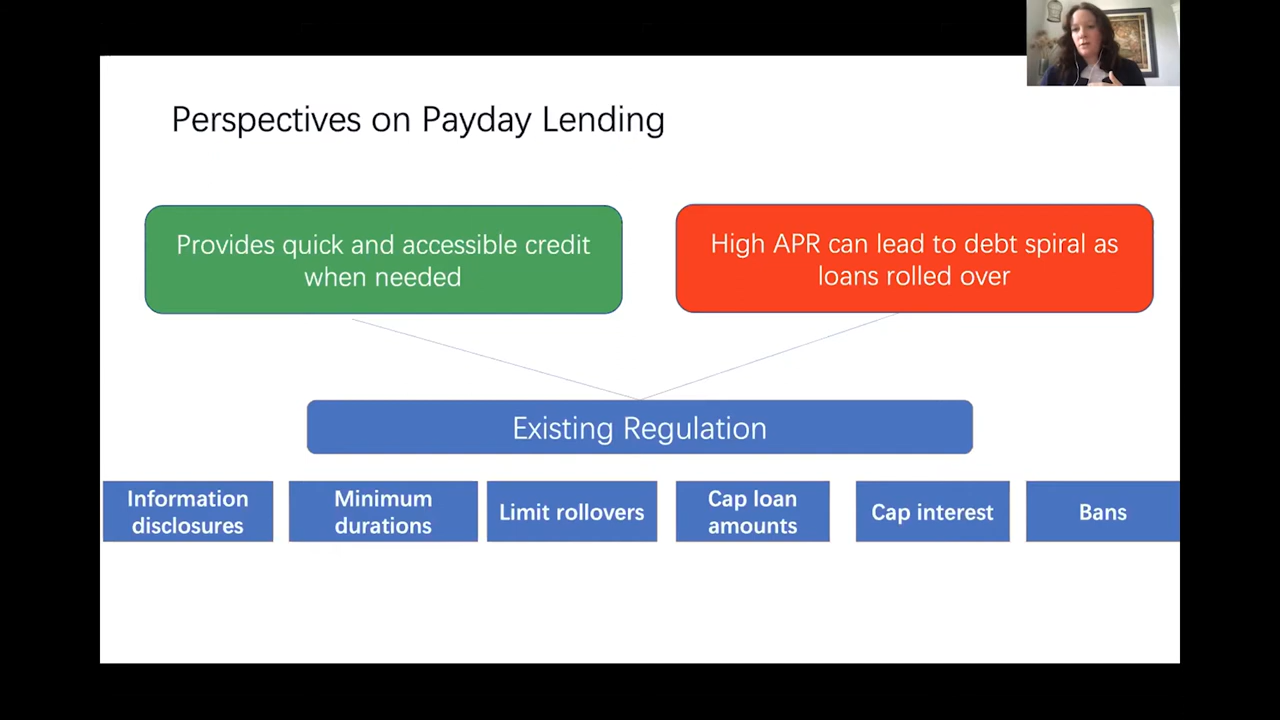 Perspectives on Payday Lending
Provides quick and accessible credit
when needed
High APR can lead to debt spiral as
loans rolled over
Existing Regulation
Information
disclosures
Minimum
durations
Limit rollovers
Cap loan
amounts
Cap interest
Bans